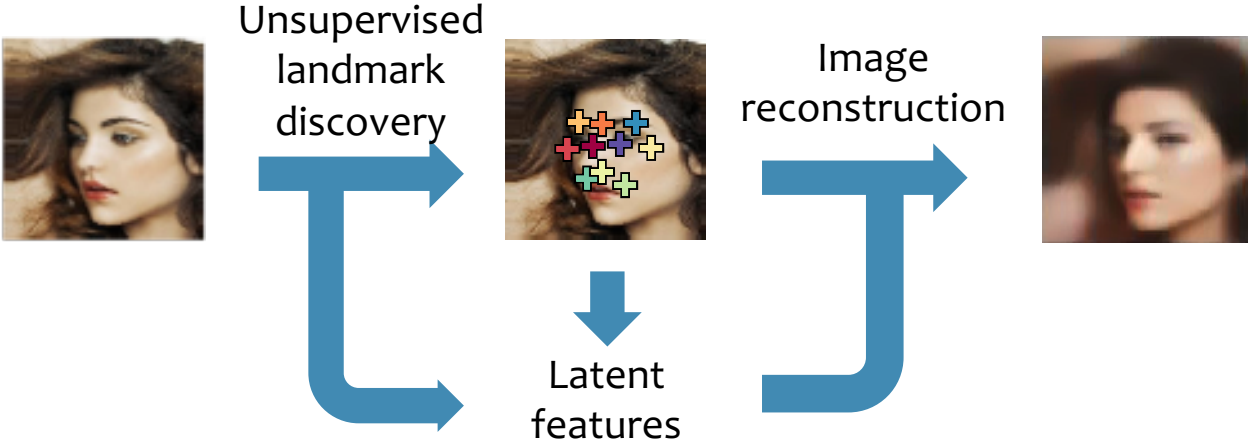 Unsupervised
landmark
discovery
Image
reconstruction
Latent
features